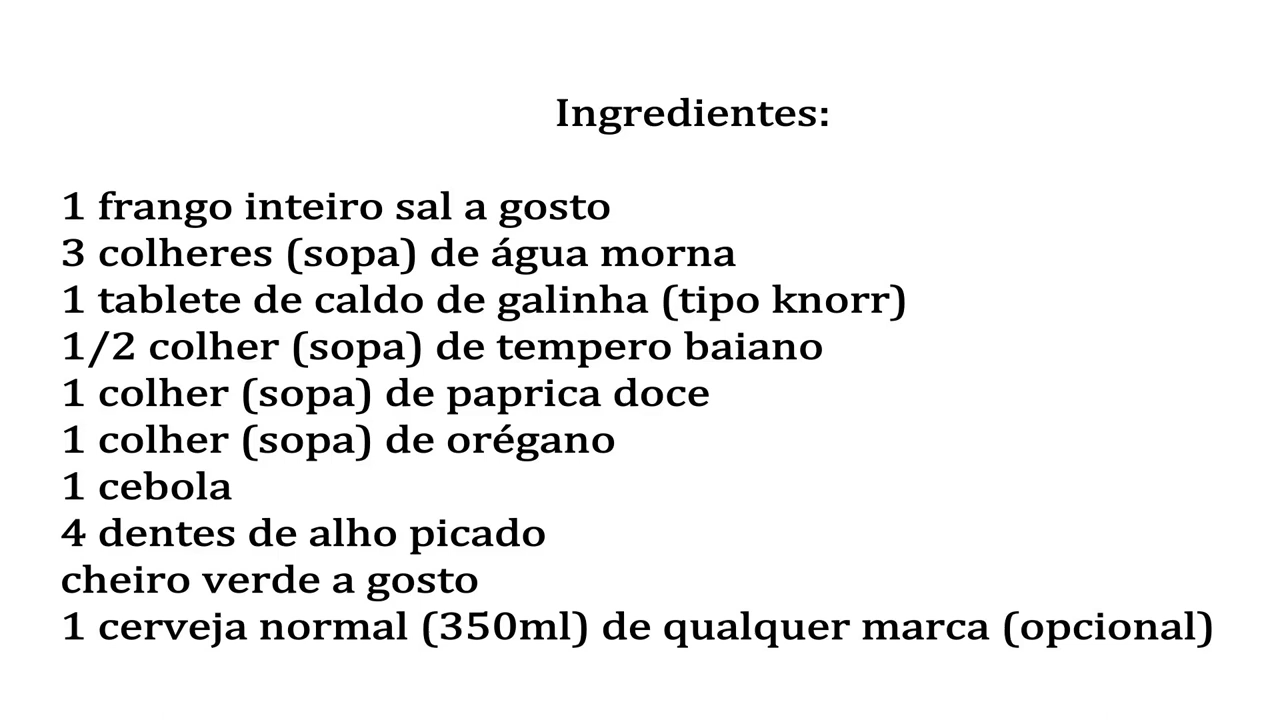 Ingredientes:
1 frango inteiro sal a gosto
3 colheres (sopa) de água morna
1 tablete de caldo de galinha (tipo knorr)
1/2 colher (sopa) de tempero baiano
1 colher (sopa) de paprica doce
1 colher (sopa) de orégano
1 cebola
4 dentes de alho picado
cheiro verde a gosto
1 cerveja normal (350ml) de qualquer marca (opcional)